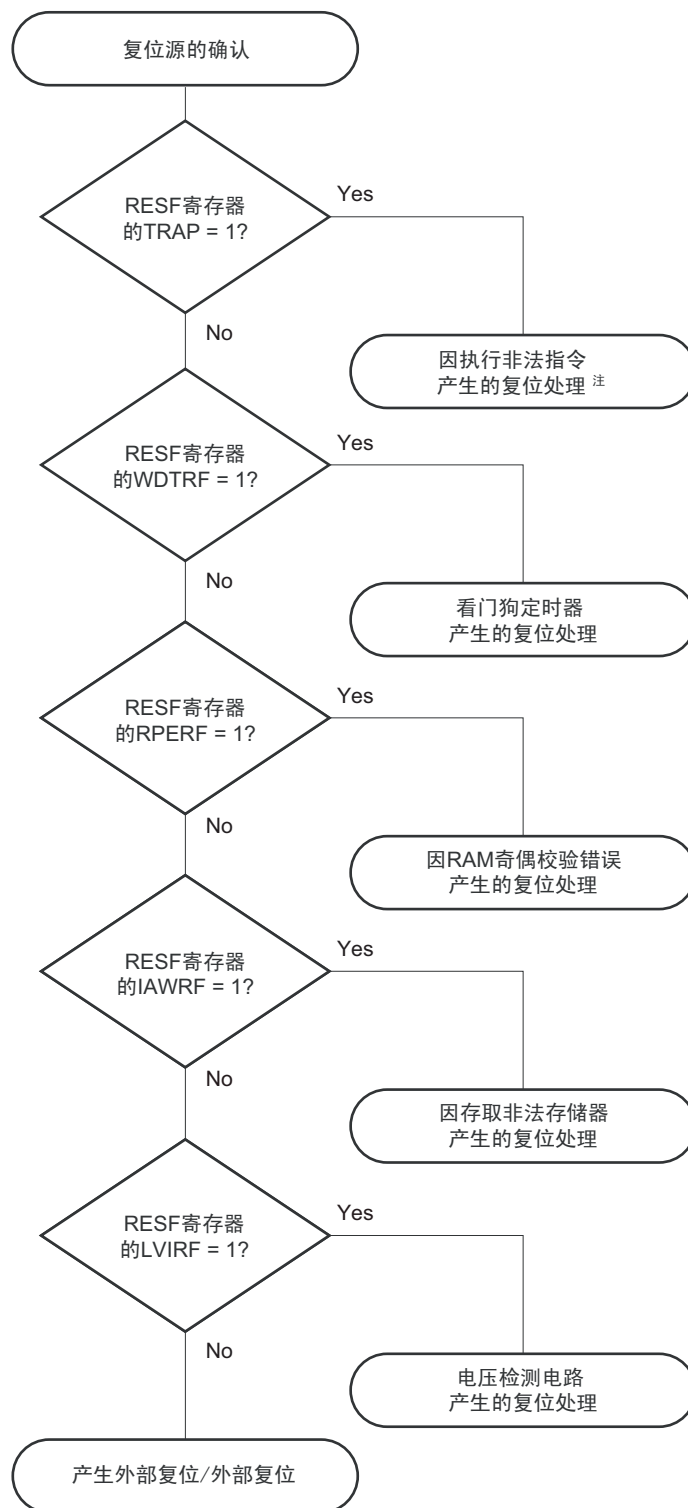 复位源的确认
RESF寄存器
的TRAP = 1?
Yes
No
因执行非法指令
产生的复位处理 注
RESF寄存器
的WDTRF = 1?
Yes
No
看门狗定时器
产生的复位处理
RESF寄存器
的RPERF = 1?
Yes
No
因RAM奇偶校验错误
产生的复位处理
RESF寄存器
的IAWRF = 1?
Yes
No
因存取非法存储器
产生的复位处理
RESF寄存器
的LVIRF = 1?
Yes
No
电压检测电路
产生的复位处理
产生外部复位/外部复位